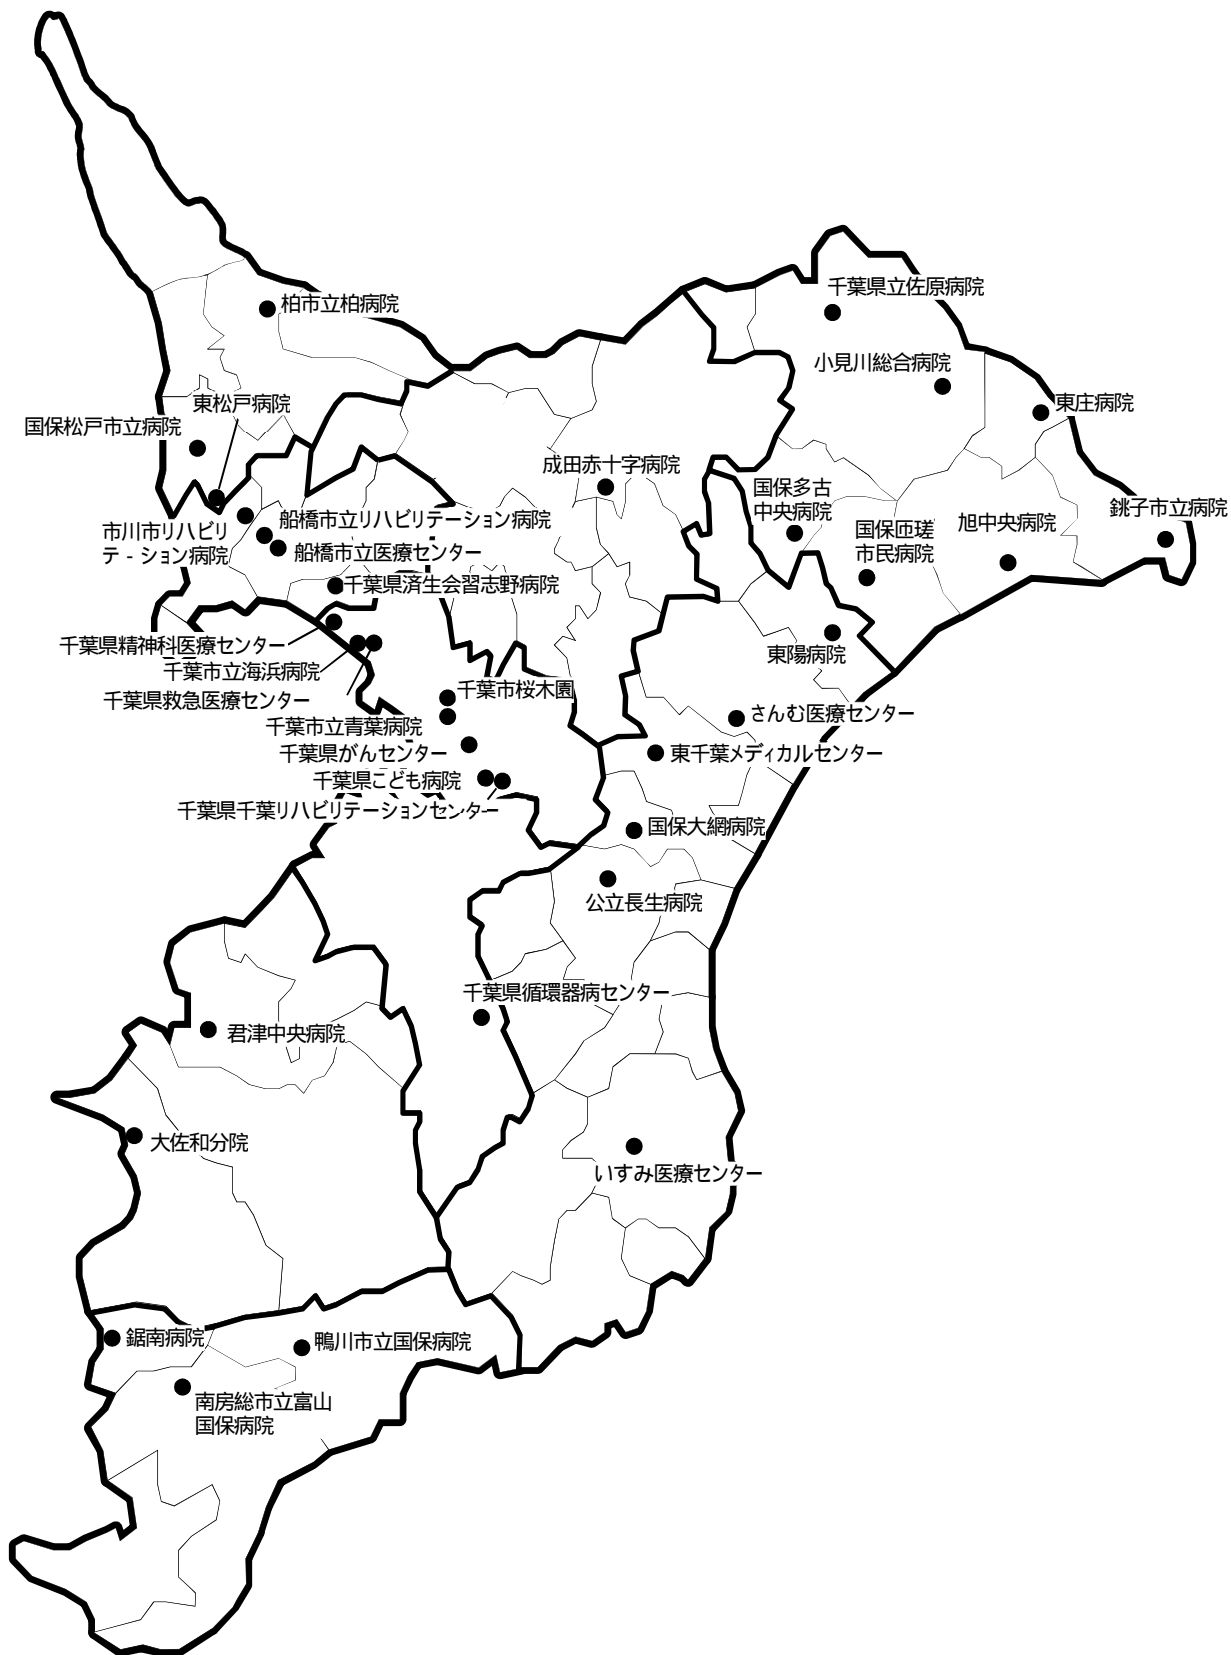 千葉県立佐原病院
柏市立柏病院
小見川総合病院
東松戸病院
東庄病院
国保松戸市立病院
成田赤十字病院
国保多古
中央病院
銚子市立病院
船橋市立リハビリテーション病院
旭中央病院
市川市リハビリ
テ-ション病院
国保匝瑳
市民病院
船橋市立医療センター
千葉県済生会習志野病院
千葉県精神科医療センター
東陽病院
千葉市立海浜病院
千葉市桜木園
千葉県救急医療センター
さんむ医療センター
千葉市立青葉病院
千葉県がんセンター
東千葉メディカルセンター
千葉県こども病院
千葉県千葉リハビリテーションセンター
国保大網病院
公立長生病院
千葉県循環器病センター
君津中央病院
大佐和分院
いすみ医療センター
鋸南病院
鴨川市立国保病院
南房総市立富山
国保病院